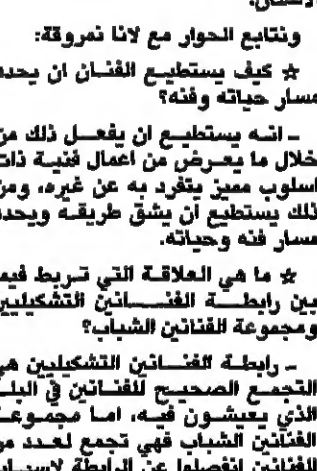 ونتابع الحوار مع لانا نمروقة:
☆ كيف يستطيع الفنان ان يحدد
مسار حياته وفنه؟
ـ انه يستطيع ان يفعل ذلك من
خلال ما يعرض من اعمال فنية ذات
اسلوب مميز يتفرد به عن غيره، ومن
ذلك يستطيع ان يشق طريقه ويحدد
مسار فنه وحياته.
☆ ما هي العلاقة التي تربط فيما
بين رابطة الفنانين التشكيليين
ومجموعة الفنانين الشباب؟
ـ رابطة الفنانين التشكيليين هي
التجمع الصحيح للفنانين في البلد
الذي يعيشون فيه، اما مجموعة
الفنانين الشباب فهي تجمع لعدد من
الفنانين انفصلوا عن الرابطة لاسباب